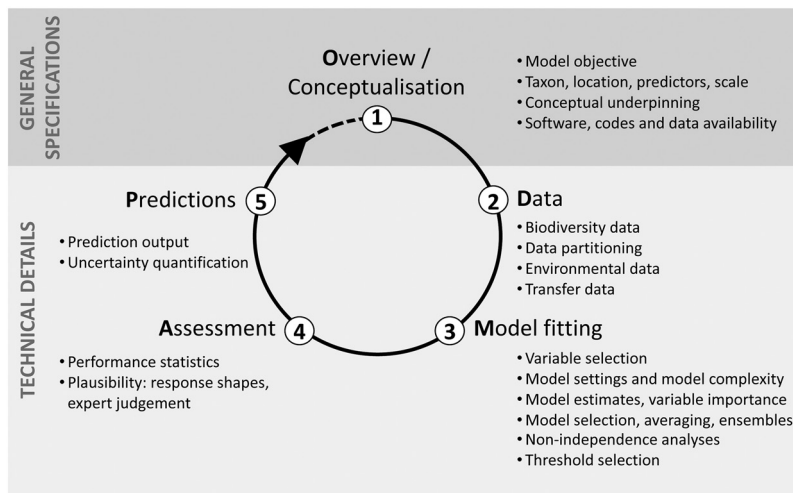 GENERAL
SPECIFICATIONS
Overview /
Conceptualisation
1
• Model objective
• Taxon, location, predictors, scale
• Conceptual underpinning
• Software, codes and data availability
TECHNICAL DETAILS
2
Data
• Biodiversity data
• Data partitioning
• Environmental data
• Transfer data
3
Model fitting
• Variable selection
• Model settings and model complexity
• Model estimates, variable importance
• Model selection, averaging, ensembles
• Non-independence analyses
• Threshold selection
Assessment
4
• Performance statistics
• Plausibility: response shapes,
expert judgement
Predictions
5
• Prediction output
• Uncertainty quantification